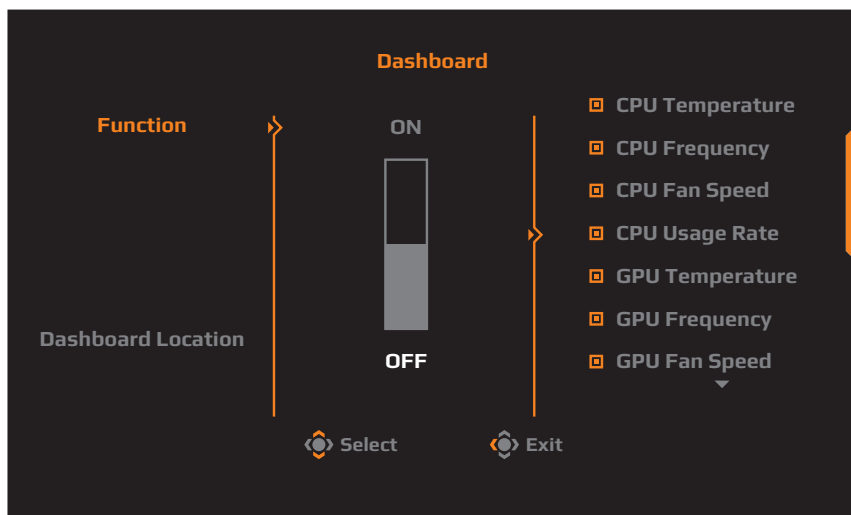 Dashboard
Function
Dashboard Location
ON
OFF
CPU Temperature
CPU Frequency
CPU Fan Speed
CPU Usage Rate
GPU Temperature
GPU Frequency
GPU Fan Speed
Select
Exit